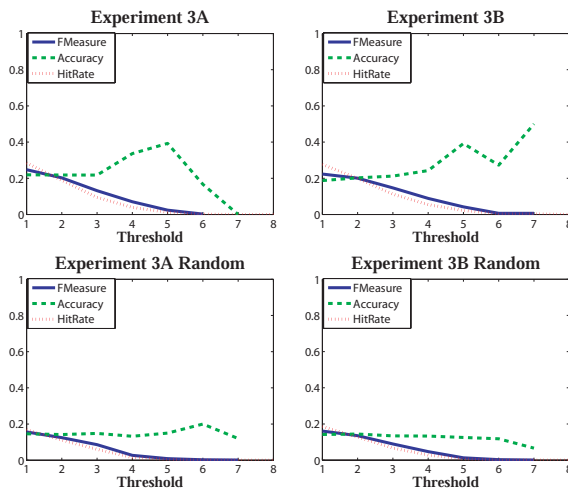 Experiment 3A
1
FMeasure
Accuracy
HitRate
0.8
0.6
0.4
0.2
0
1 2 3 4 5 6 7 8
Threshold
Experiment 3B
1
FMeasure
Accuracy
HitRate
0.8
0.6
0.4
0.2
0
1 2 3 4 5 6 7 8
Threshold
Experiment 3A Random
1
FMeasure
Accuracy
HitRate
0.8
0.6
0.4
0.2
0
1 2 3 4 5 6 7 8
Threshold
Experiment 3B Random
1
FMeasure
Accuracy
HitRate
0.8
0.6
0.4
0.2
0
1 2 3 4 5 6 7 8
Threshold